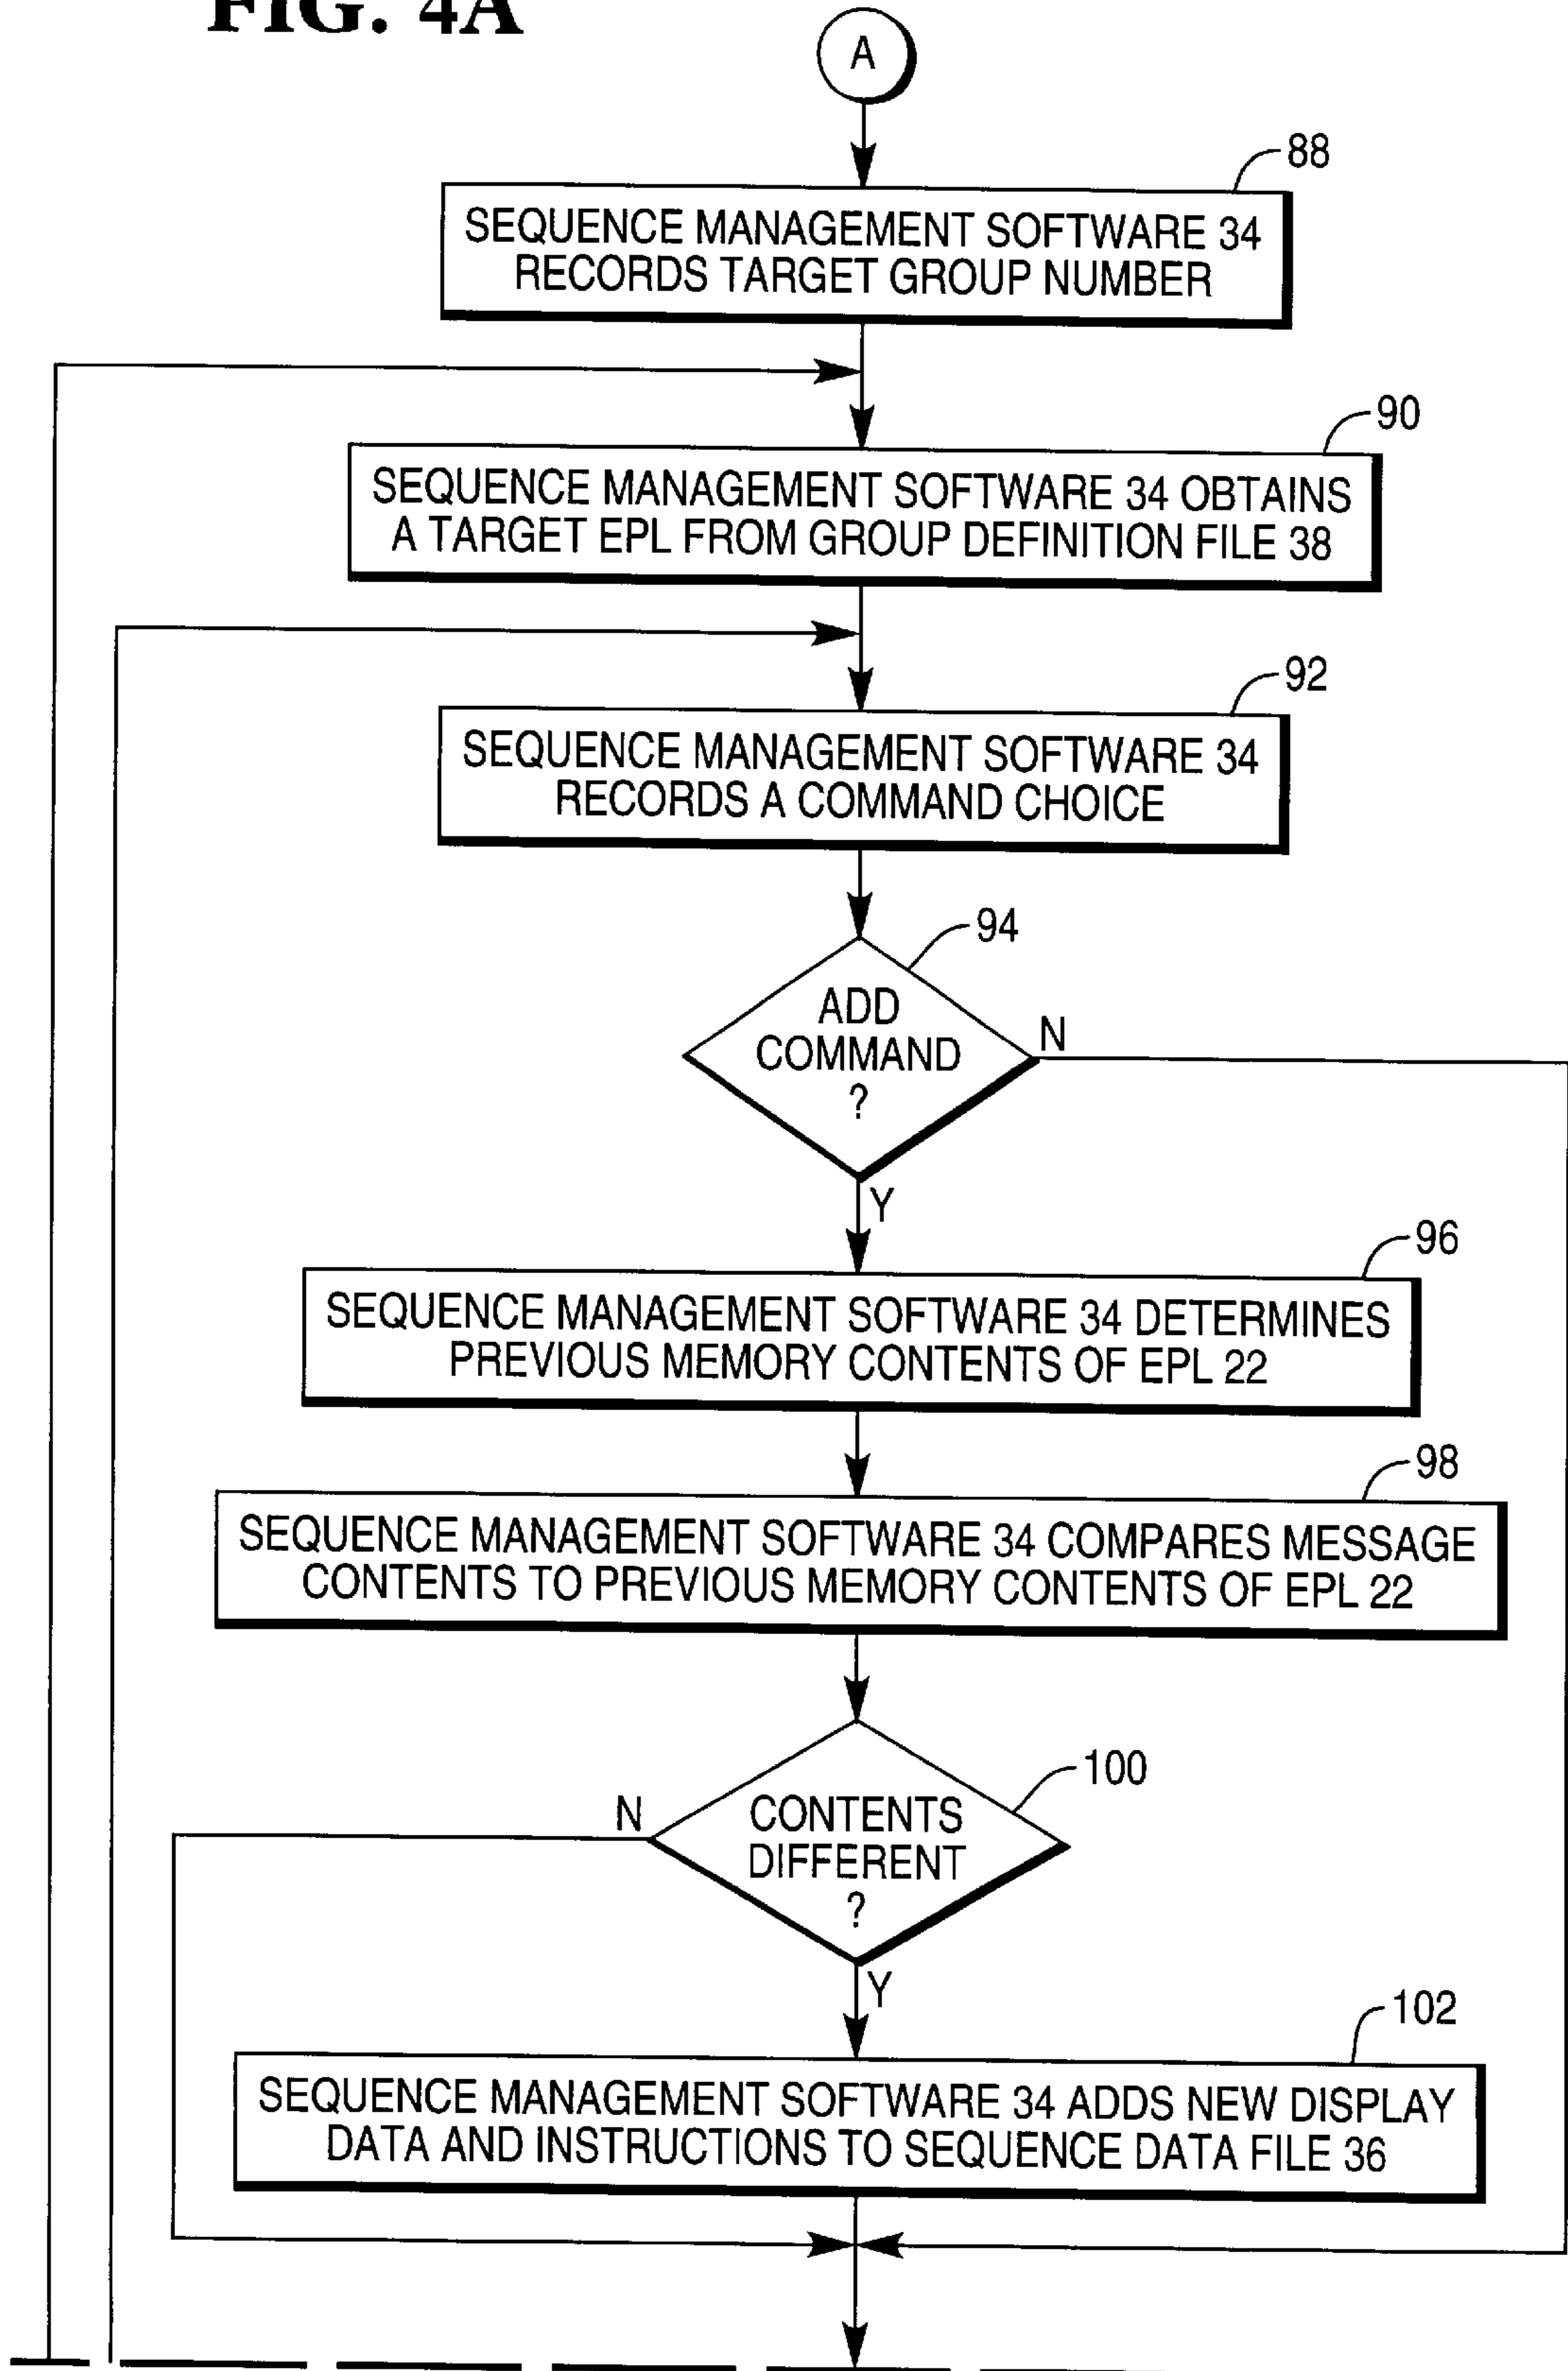 FIG. 4A
A
88
SEQUENCE MANAGEMENT SOFTWARE 34
RECORDS TARGET GROUP NUMBER
90
SEQUENCE MANAGEMENT SOFTWARE 34 OBTAINS
A TARGET EPL FROM GROUP DEFINITION FILE 38
92
SEQUENCE MANAGEMENT SOFTWARE 34
RECORDS A COMMAND CHOICE
94
ADD
COMMAND
?
N
Y
96
SEQUENCE MANAGEMENT SOFTWARE 34 DETERMINES
PREVIOUS MEMORY CONTENTS OF EPL 22
98
SEQUENCE MANAGEMENT SOFTWARE 34 COMPARES MESSAGE
CONTENTS TO PREVIOUS MEMORY CONTENTS OF EPL 22
100
N
CONTENTS
DIFFERENT
?
Y
102
SEQUENCE MANAGEMENT SOFTWARE 34 ADDS NEW DISPLAY
DATA AND INSTRUCTIONS TO SEQUENCE DATA FILE 36